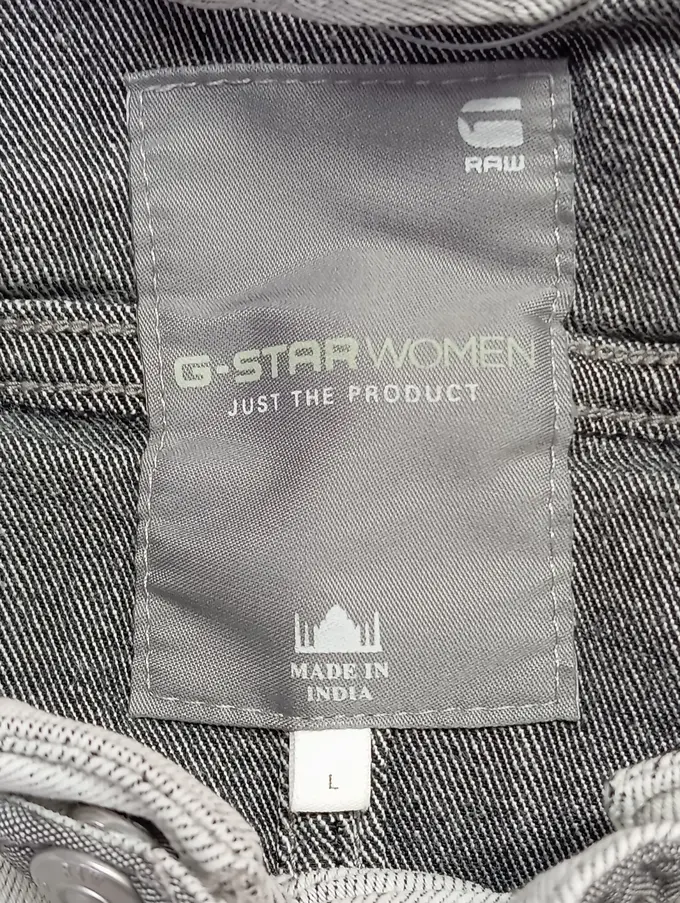 RAW
G-STAR WOMEN
JUST THE PRODUCT
MADE IN
INDIA
L